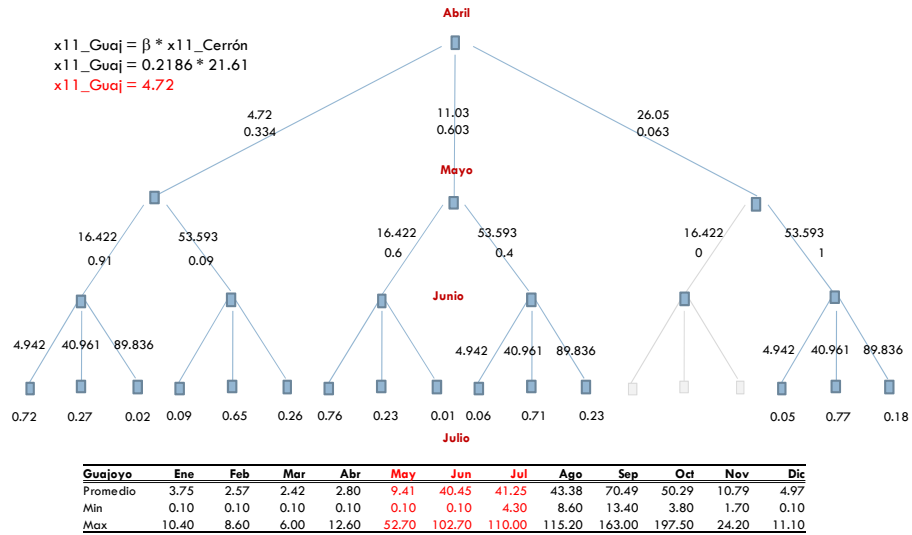 Abril
x11_Guaj = β * x11_Cerrón
x11_Guaj = 0.2186 * 21.61
x11_Guaj = 4.72
4.72 11.03 26.05
0.334 0.603 0.063
Mayo
16.422 53.593 16.422 53.593 16.422 53.593
0.91 0.09 0.6 0.4 0 1
Junio
4.942 40.961 89.836 4.942 40.961 89.836 4.942 40.961 89.836
0.72 0.27 0.02 0.09 0.65 0.26 0.76 0.23 0.01 0.06 0.71 0.23 0.05 0.77 0.18
Julio
Guajoyo Ene Feb Mar Abr May Jun Jul Ago Sep Oct Nov Dic
Promedio 3.75 2.57 2.42 2.80 9.41 40.45 41.25 43.38 70.49 50.29 10.79 4.97
Min 0.10 0.10 0.10 0.10 0.10 0.10 4.30 8.60 13.40 3.80 1.70 0.10
Max 10.40 8.60 6.00 12.60 52.70 102.70 110.00 115.20 163.00 197.50 24.20 11.10